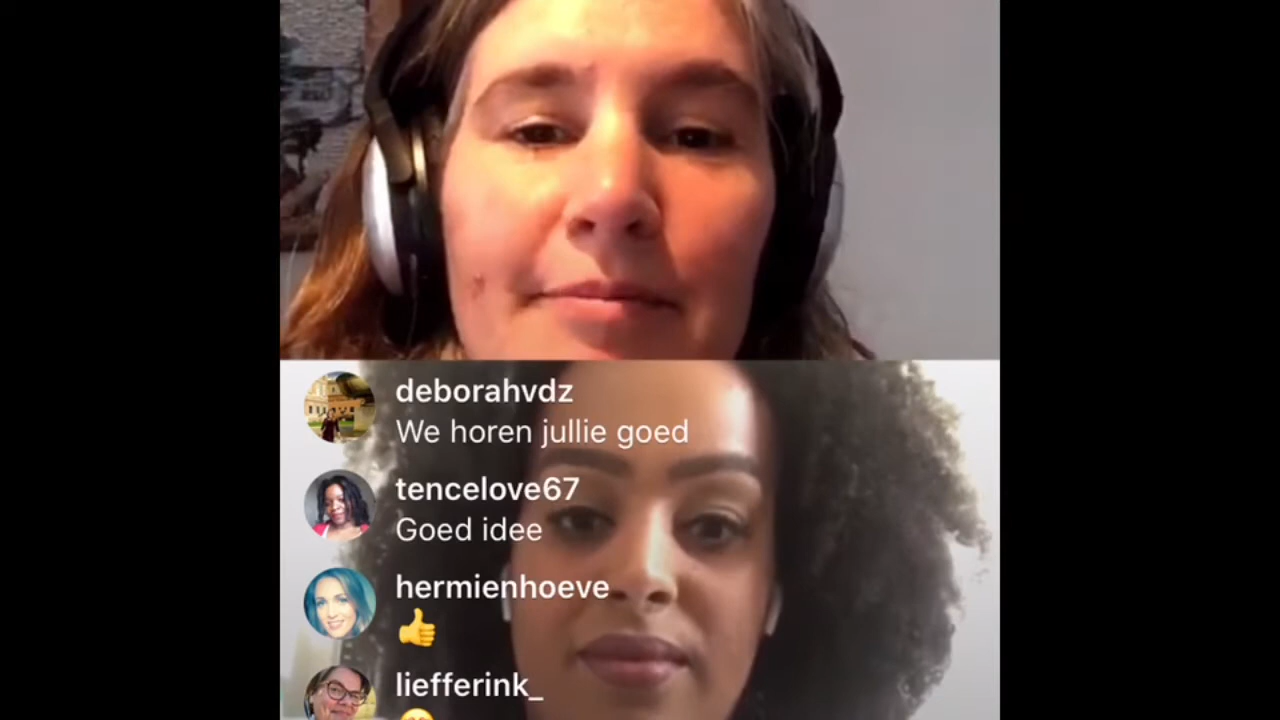 deborahvdz
We horen jullie goed
tencelove67
Goed idee
hermienhoeve
👍
liefferink_